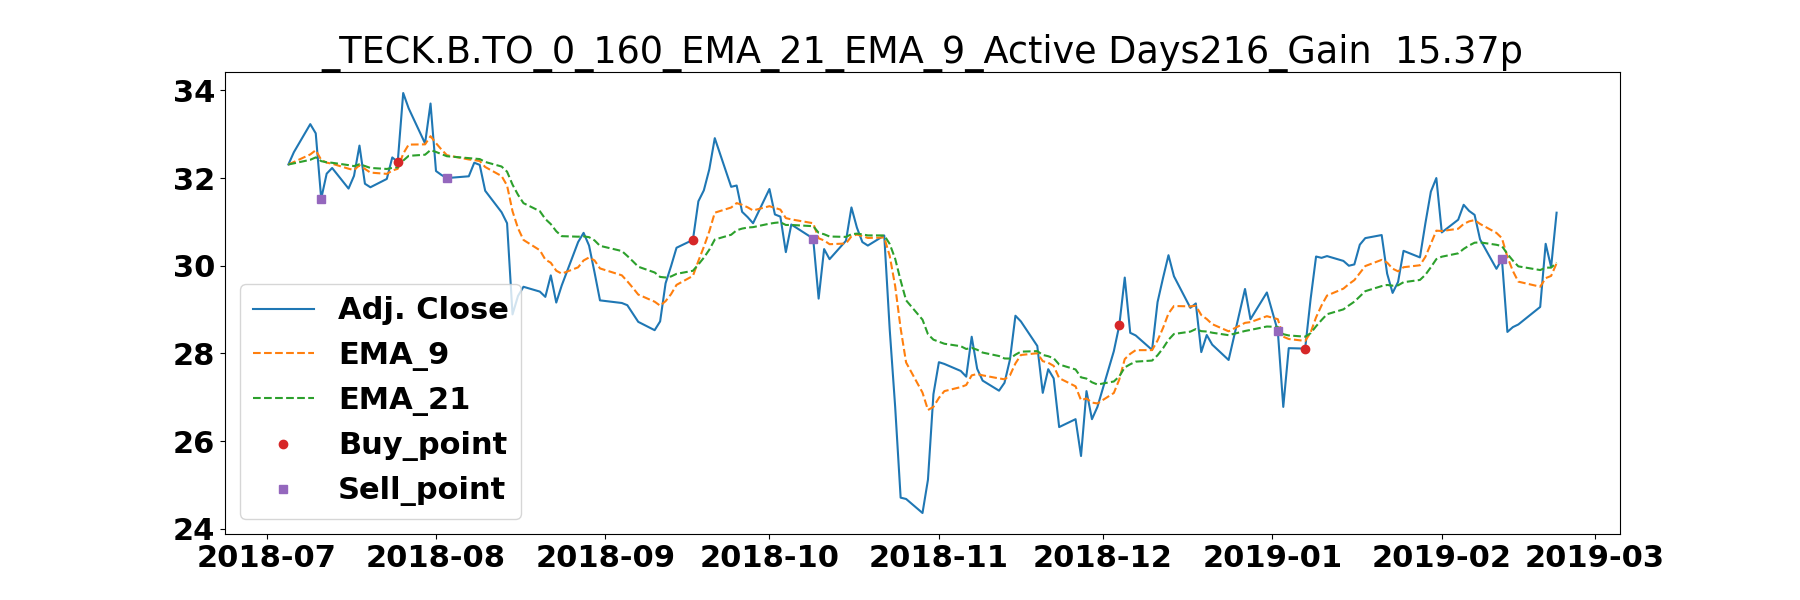 _TECK.B.TO_0_160_EMA_21_EMA_9_Active Days216_Gain  15.37p
34
32
30
28
26
24
Adj. Close
EMA_9
EMA_21
Buy_point
Sell_point
2018-07 2018-08 2018-09 2018-10 2018-11 2018-12 2019-01 2019-02 2019-03